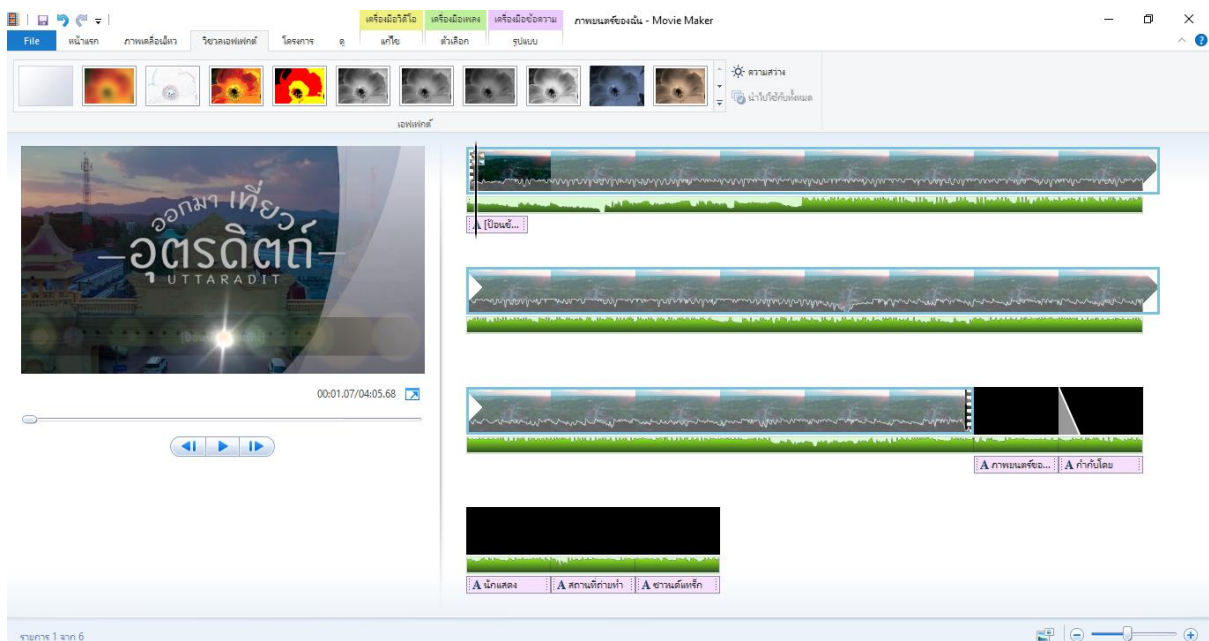 เครื่องมือวิดีโอ เครื่องมือเพลง เครื่องมือข้อความ ภาพยนตร์ของฉัน - Movie Maker
File หน้าแรก ภาพเคลื่อนไหว วิชวลเอฟเฟกต์ โครงการ ดู แก้ไข ตัวเลือก รูปแบบ
ความสว่าง
นำไปใช้กับทั้งหมด
เอฟเฟกต์
ออกมา เที่ยว
อุตรดิตถ์
UTTARADIT
A [ป้อนข้...
00:01.07/04:05.68
A ภาพยนตร์ขอ... A กำกับโดย
A นักแสดง A สถานที่ถ่ายทำ A ซาวนด์แทร็ก
รายการ 1 จาก 6